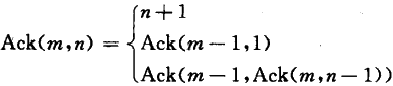 Ack(m,n) = { n+1
Ack(m−1,1)
Ack(m−1,Ack(m,n−1))